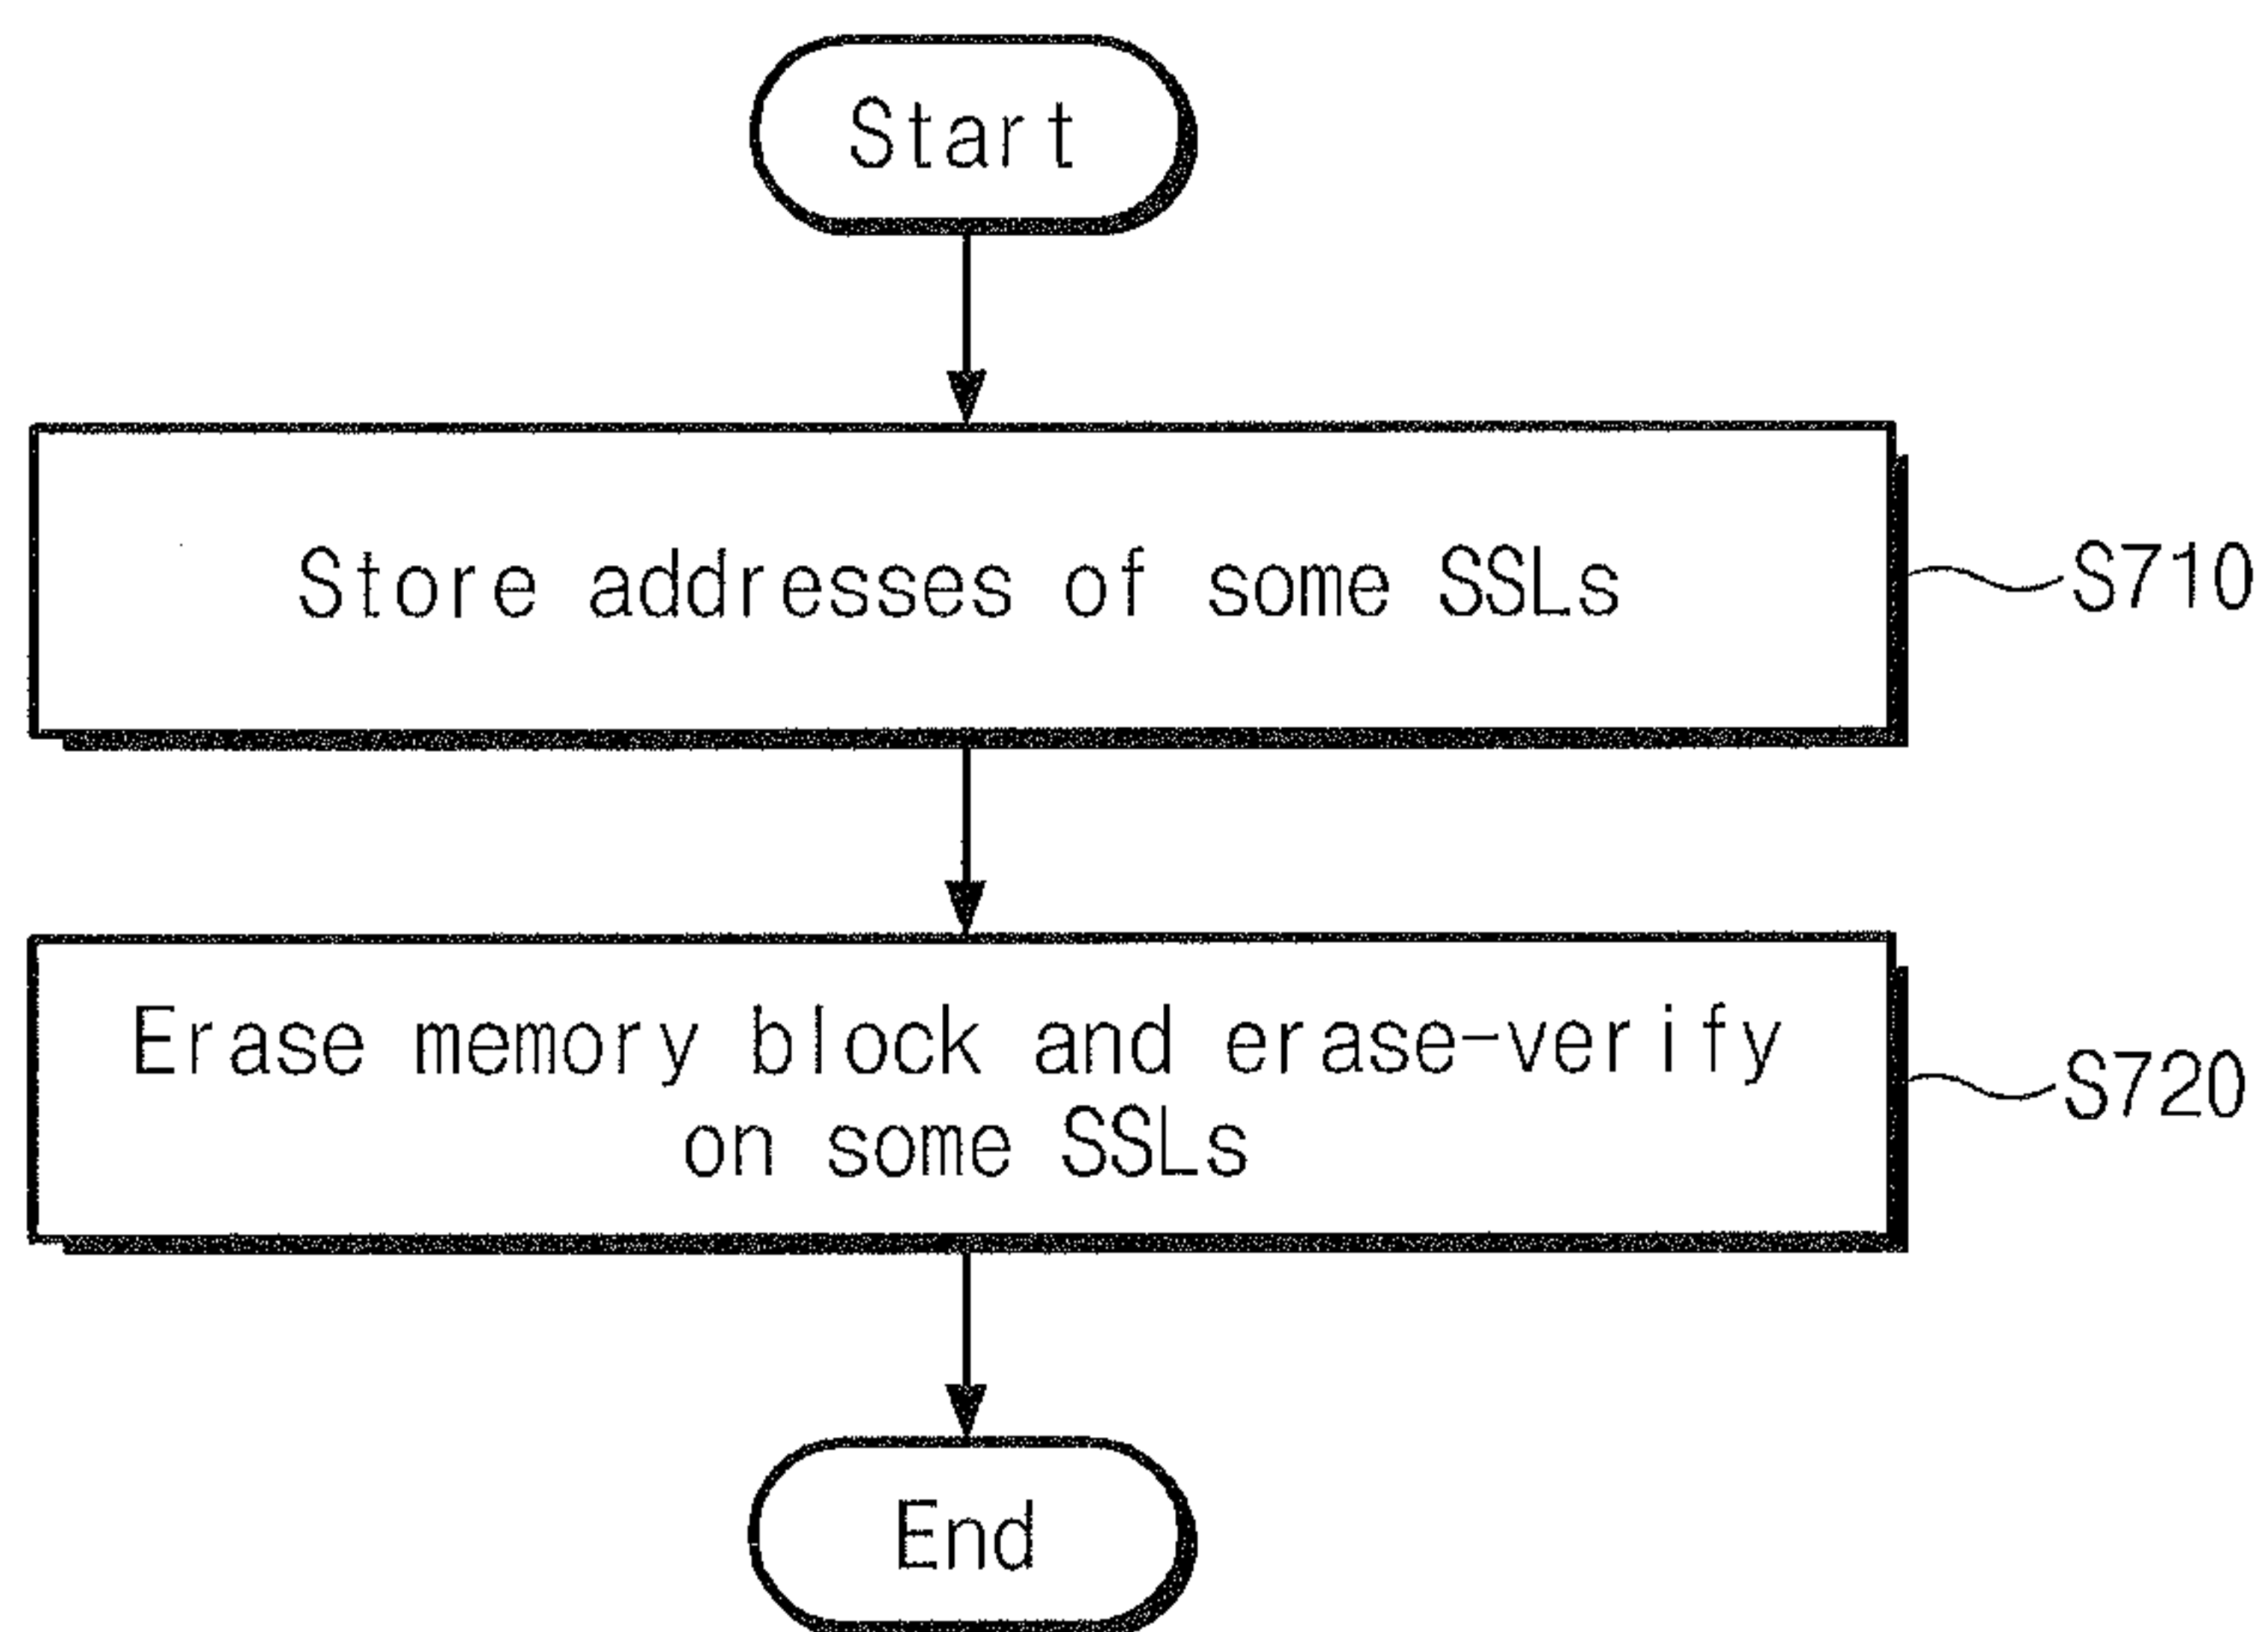 Start
Store addresses of some SSLs
S710
Erase memory block and erase-verify
on some SSLs
S720
End